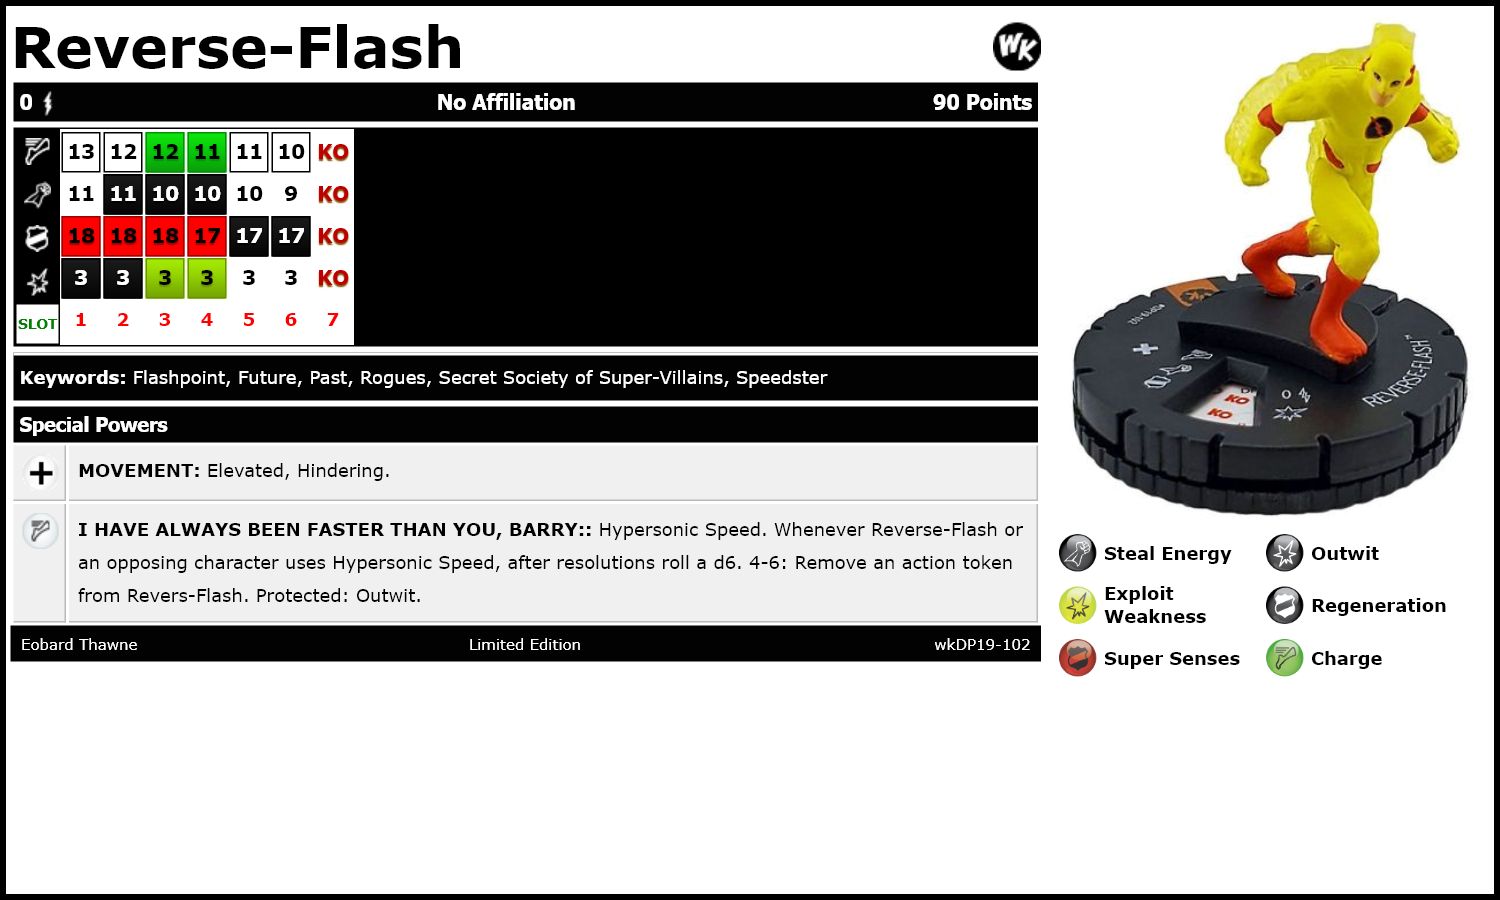 Reverse-Flash
WK
0 No Affiliation 90 Points
13 12 12 11 11 10 KO
11 11 10 10 10 9 KO
18 18 18 17 17 17 KO
3 3 3 3 3 3 KO
SLOT 1 2 3 4 5 6 7
Keywords: Flashpoint, Future, Past, Rogues, Secret Society of Super-Villains, Speedster
Special Powers
MOVEMENT: Elevated, Hindering.
I HAVE ALWAYS BEEN FASTER THAN YOU, BARRY:: Hypersonic Speed. Whenever Reverse-Flash or
an opposing character uses Hypersonic Speed, after resolutions roll a d6. 4-6: Remove an action token
from Revers-Flash. Protected: Outwit.
Eobard Thawne Limited Edition wkDP19-102
REVERSE-FLASH™
KO
KO
Steal Energy
Outwit
Exploit
Weakness
Regeneration
Super Senses
Charge